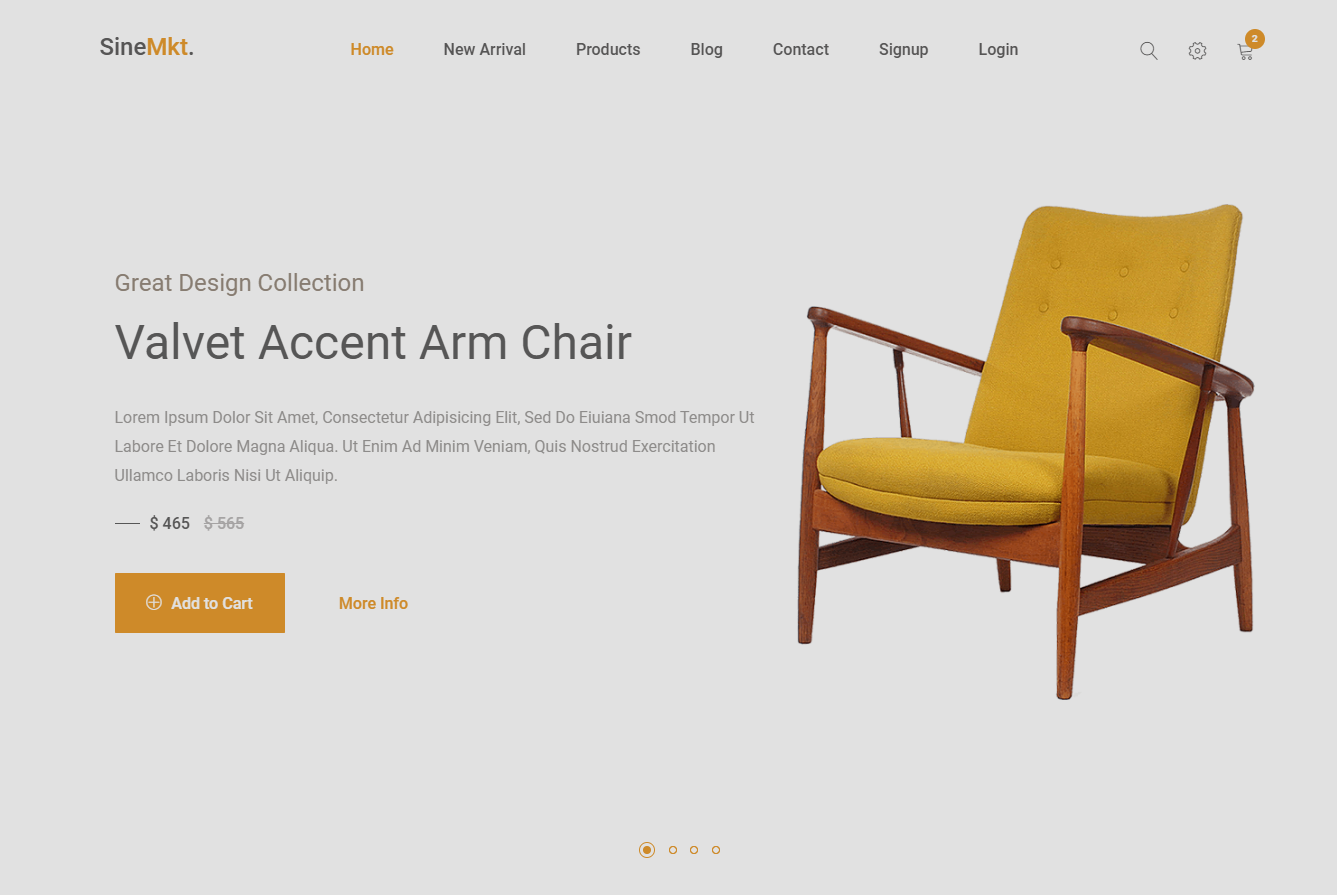 SineMkt.
Home New Arrival Products Blog Contact Signup Login
2
Great Design Collection
Valvet Accent Arm Chair
Lorem Ipsum Dolor Sit Amet, Consectetur Adipisicing Elit, Sed Do Eiuiana Smod Tempor Ut
Labore Et Dolore Magna Aliqua. Ut Enim Ad Minim Veniam, Quis Nostrud Exercitation
Ullamco Laboris Nisi Ut Aliquip.
$ 465 $ 565
Add to Cart More Info